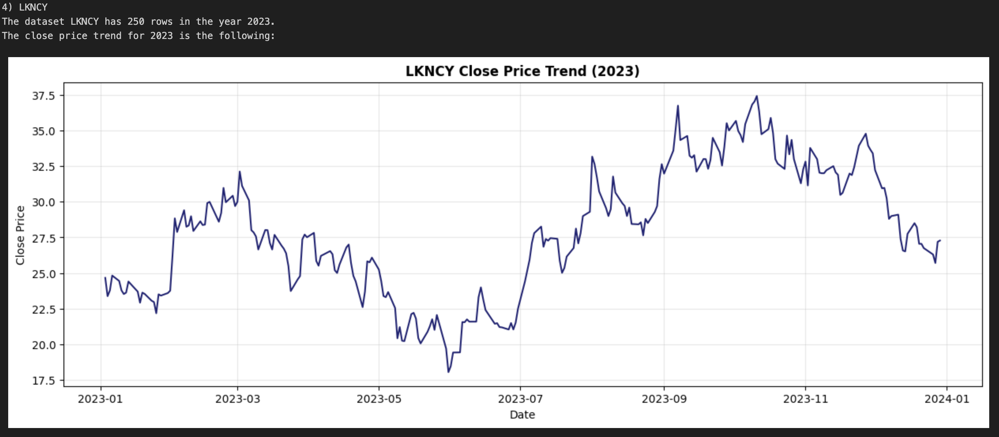 4) LKNCY
The dataset LKNCY has 250 rows in the year 2023.
The close price trend for 2023 is the following:
LKNCY Close Price Trend (2023)
37.5
35.0
32.5
30.0
27.5
25.0
22.5
20.0
17.5
Close Price
2023-01
2023-03
2023-05
2023-07
2023-09
2023-11
2024-01
Date